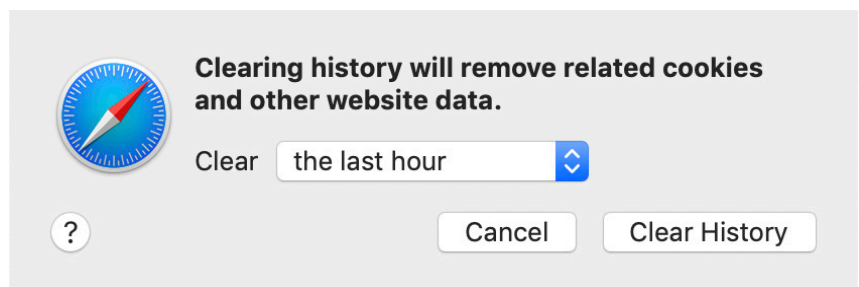 Clearing history will remove related cookies
and other website data.
Clear the last hour
? Cancel Clear History